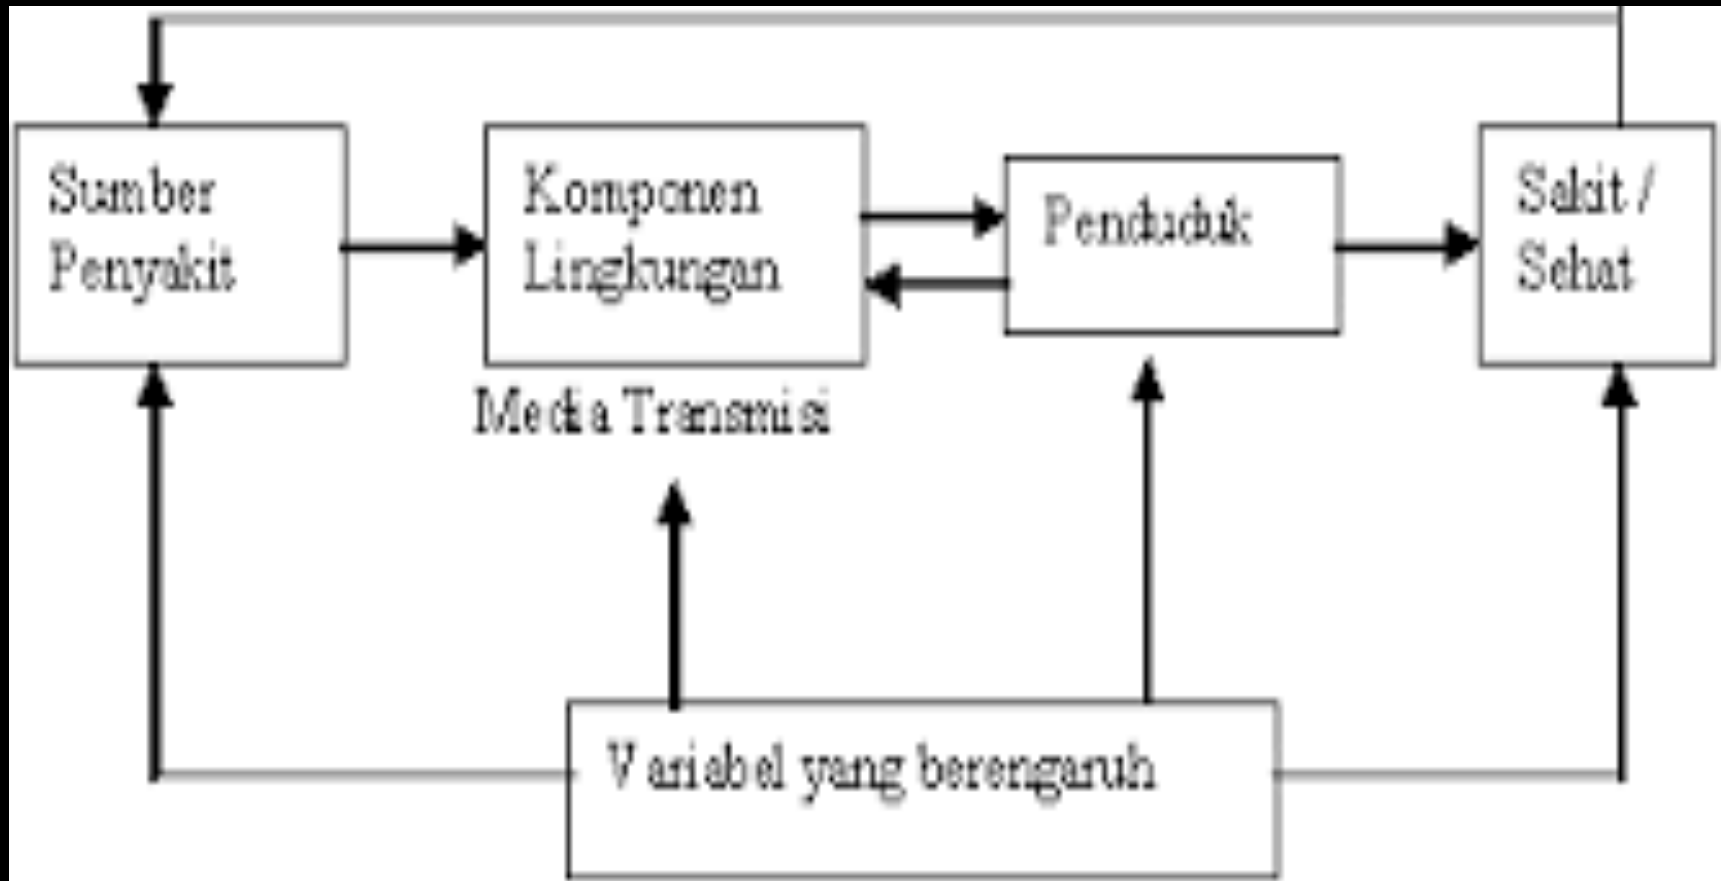 Sumber
Penyakit
Komponen
Lingkungan
Penduduk
Sakit /
Sehat
Media Transmisi
Variabel yang berengaruh